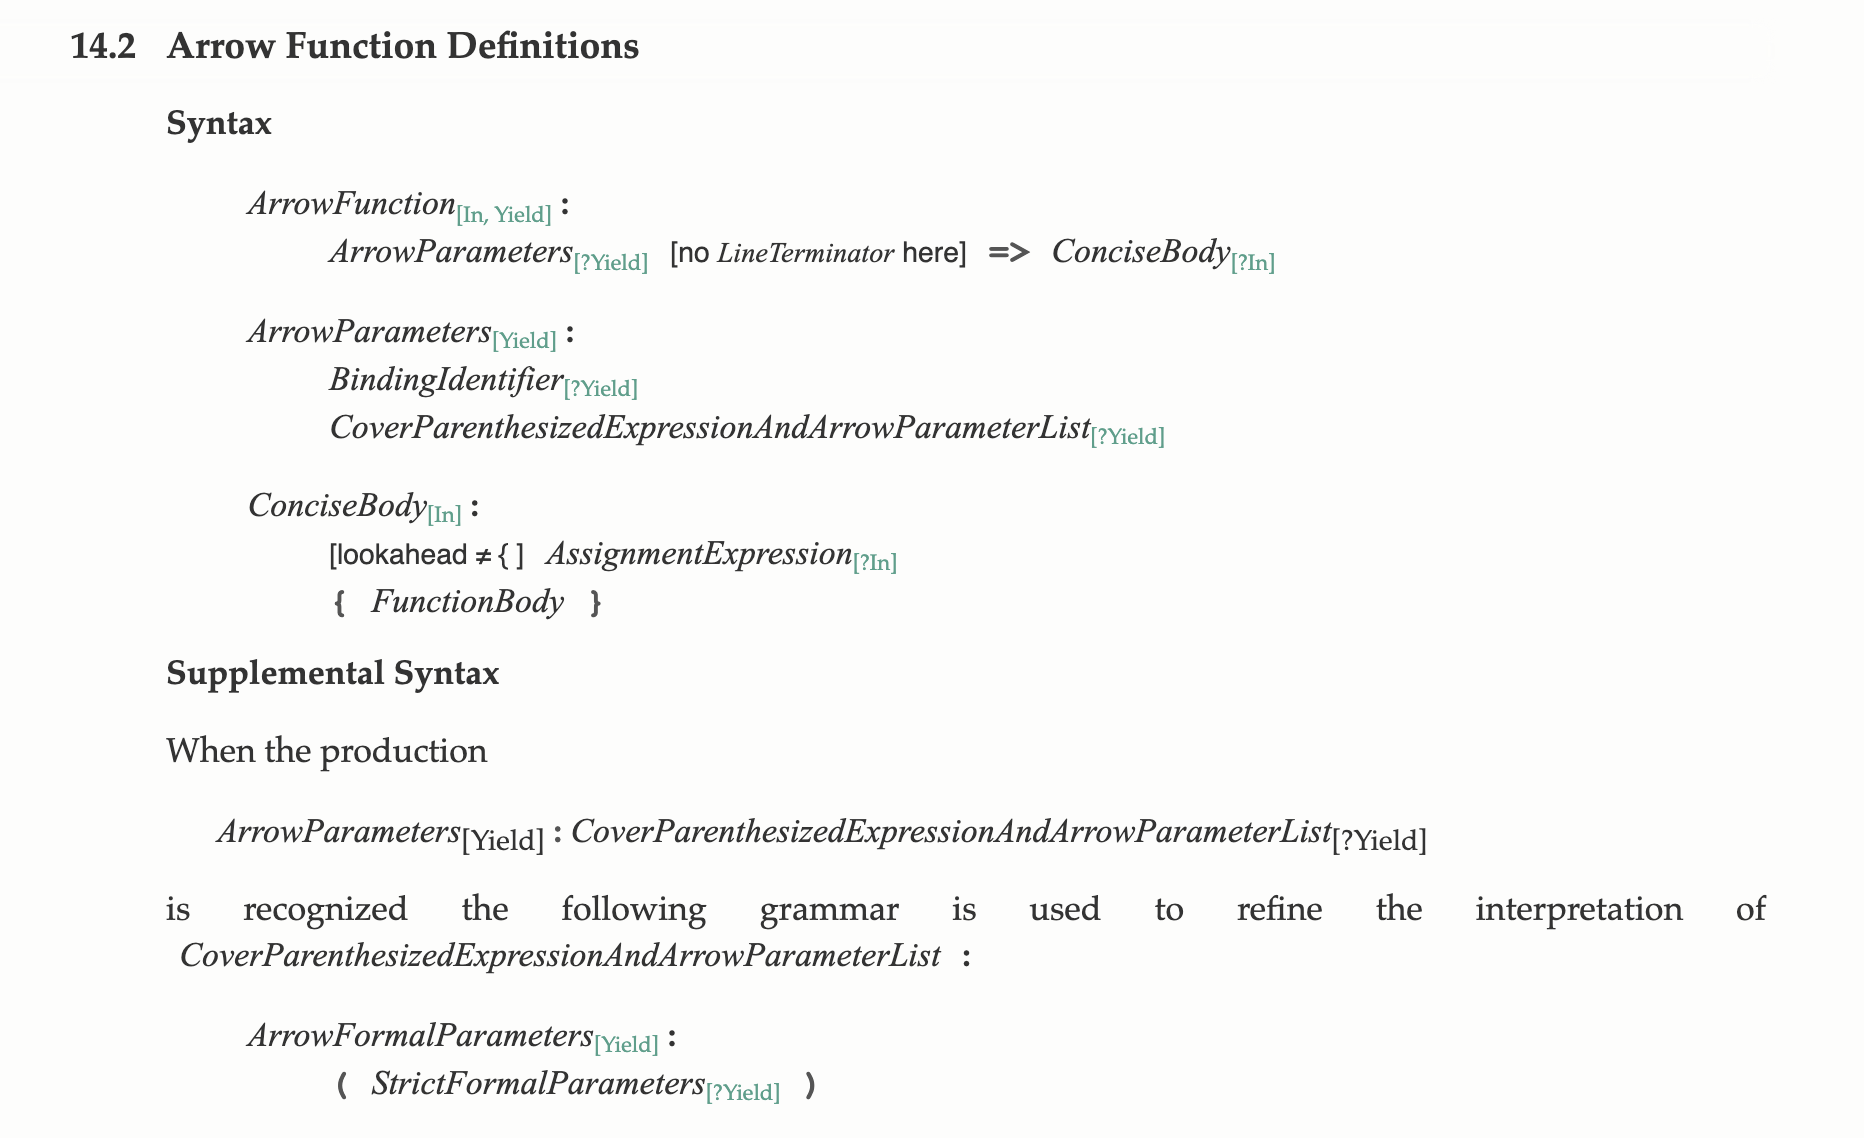 14.2 Arrow Function Definitions
Syntax
ArrowFunction[In, Yield] :
ArrowParameters[?Yield] [no LineTerminator here] => ConciseBody[?In]
ArrowParameters[Yield] :
BindingIdentifier[?Yield]
CoverParenthesizedExpressionAndArrowParameterList[?Yield]
ConciseBody[In] :
[lookahead ≠ { ] AssignmentExpression[?In]
{ FunctionBody }
Supplemental Syntax
When the production
ArrowParameters[Yield] : CoverParenthesizedExpressionAndArrowParameterList[?Yield]
is recognized the following grammar is used to refine the interpretation of
CoverParenthesizedExpressionAndArrowParameterList :
ArrowFormalParameters[Yield] :
( StrictFormalParameters[?Yield] )